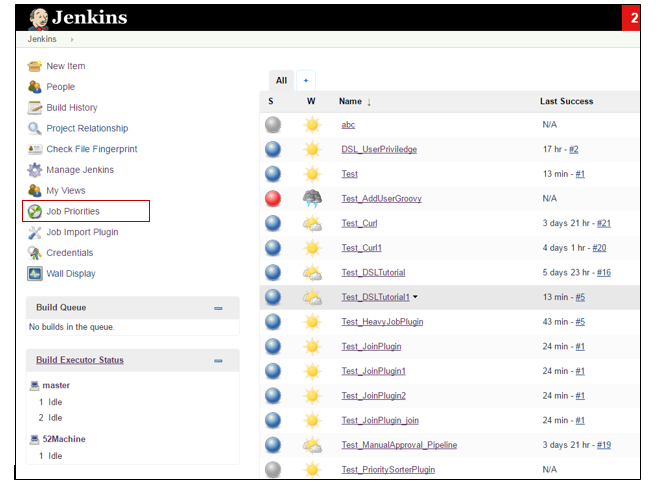 Jenkins
2
Jenkins
New Item
People
Build History
Project Relationship
Check File Fingerprint
Manage Jenkins
My Views
Job Priorities
Job Import Plugin
Credentials
Wall Display
Build Queue
No builds in the queue.
Build Executor Status
master
1 Idle
2 Idle
52Machine
1 Idle
All +
S W Name ↓ Last Success
abc N/A
DSL_UserPriviledge 17 hr - #2
Test 13 min - #1
Test_AddUserGroovy N/A
Test_Curl 3 days 21 hr - #21
Test_Curl1 4 days 1 hr - #20
Test_DSLTutorial 5 days 23 hr - #16
Test_DSLTutorial1 13 min - #5
Test_HeavyJobPlugin 43 min - #5
Test_JoinPlugin 24 min - #1
Test_JoinPlugin1 24 min - #1
Test_JoinPlugin2 24 min - #1
Test_JoinPlugin_join 24 min - #1
Test_ManualApproval_Pipeline 3 days 21 hr - #19
Test_PrioritySorterPlugin N/A